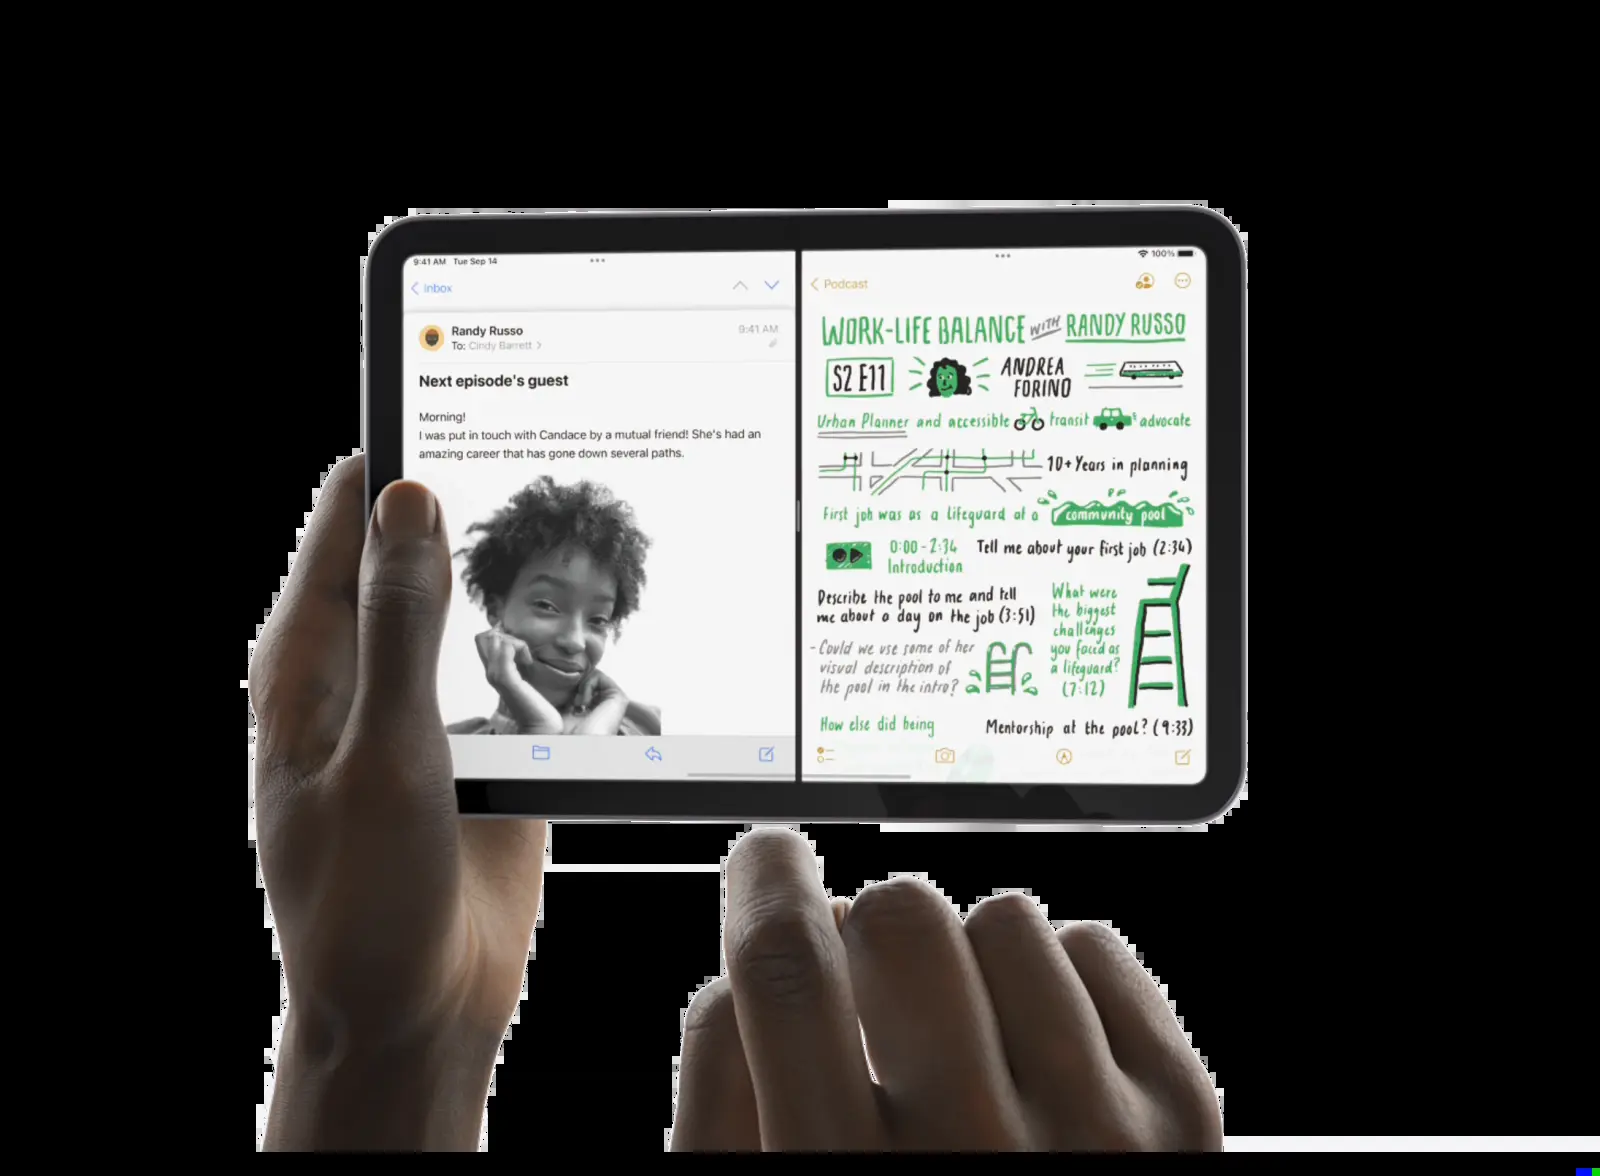 9:41 AM Tue Sep 14
Inbox
Randy Russo
9:41 AM
To: Cindy Barrett
Next episode's guest
Morning!
I was put in touch with Candace by a mutual friend! She's had an
amazing career that has gone down several paths.
100%
Podcast
WORK-LIFE BALANCE WITH RANDY RUSSO
S2 E11
ANDREA
FORINO
Urban Planner and accessible transit & advocate
10+ Years in planning
First job was as a lifeguard at a community pool
0:00 - 2:34
Introduction
Tell me about your first job (2:34)
Describe the pool to me and tell
me about a day on the job (3:51)
- Could we use some of her
visual description of
the pool in the intro?
What were
the biggest
challenges
you faced as
a lifeguard?
(7:12)
How else did being
Mentorship at the pool? (9:33)